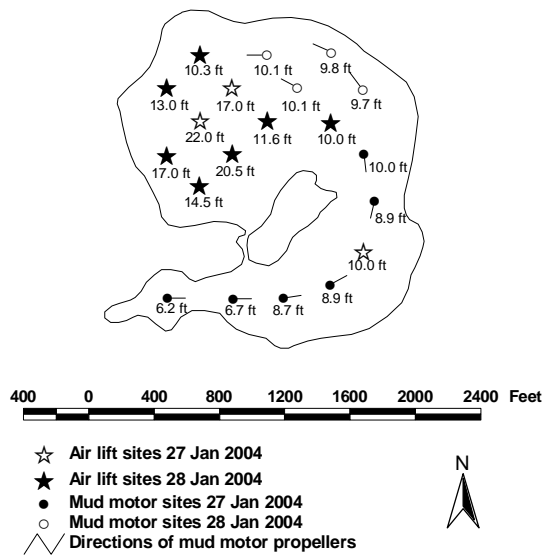 10.3 ft
10.1 ft
9.8 ft
13.0 ft
17.0 ft
10.1 ft
9.7 ft
22.0 ft
11.6 ft
10.0 ft
17.0 ft
20.5 ft
10.0 ft
14.5 ft
8.9 ft
10.0 ft
6.2 ft
6.7 ft
8.7 ft
8.9 ft
400 0 400 800 1200 1600 2000 2400 Feet
Air lift sites 27 Jan 2004
Air lift sites 28 Jan 2004
Mud motor sites 27 Jan 2004
Mud motor sites 28 Jan 2004
Directions of mud motor propellers
N